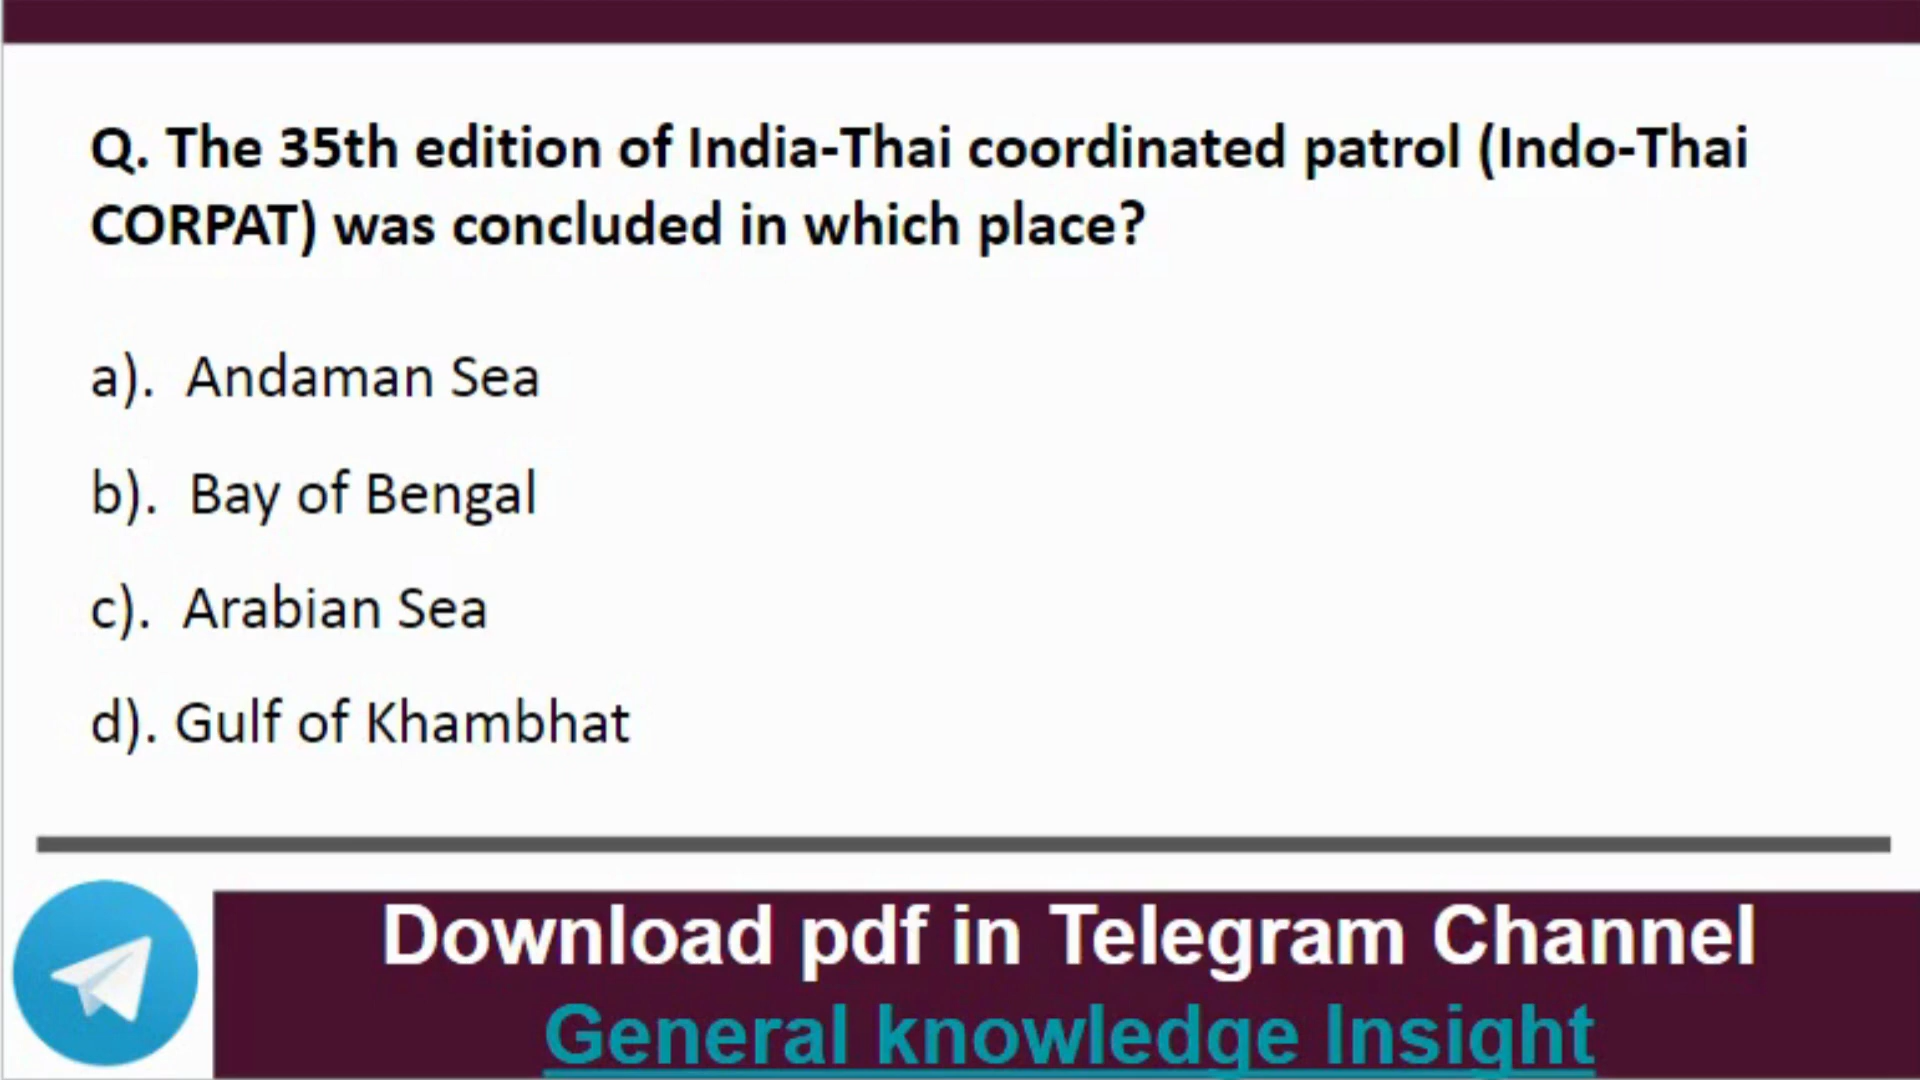 Q. The 35th edition of India-Thai coordinated patrol (Indo-Thai
CORPAT) was concluded in which place?
a). Andaman Sea
b). Bay of Bengal
c). Arabian Sea
d). Gulf of Khambhat
Download pdf in Telegram Channel
General knowledge Insight